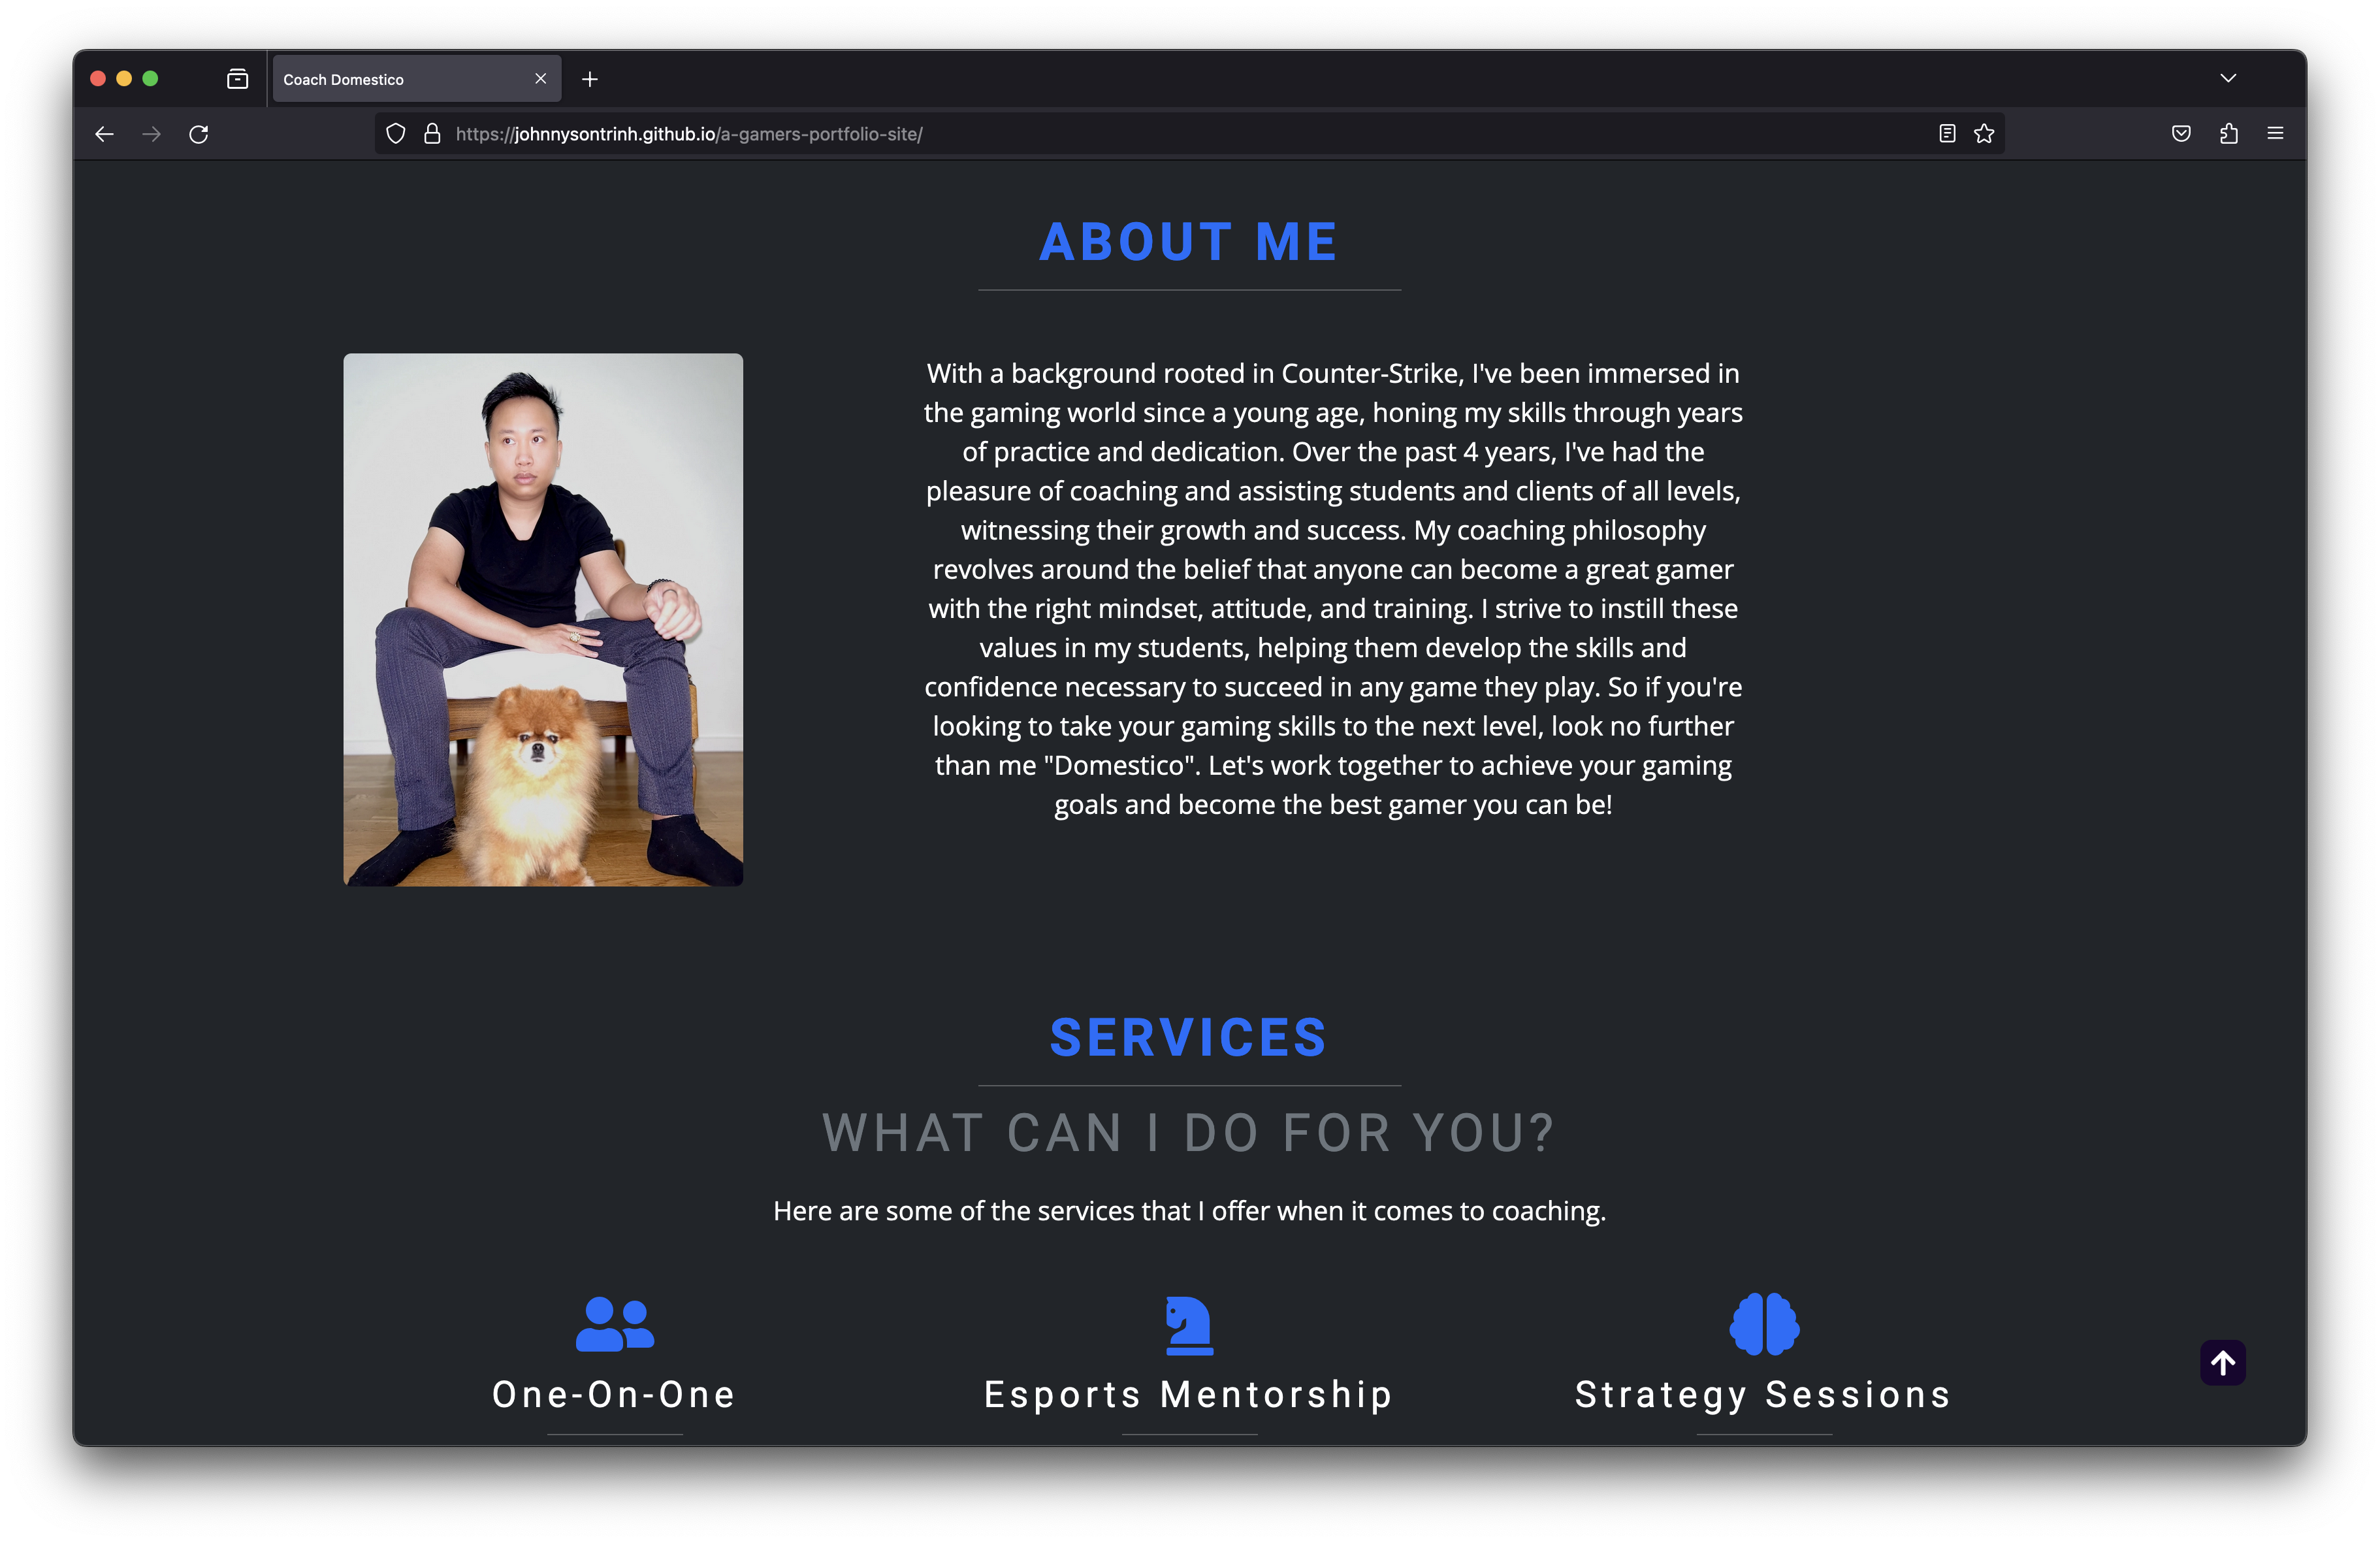 Coach Domestico
https://johnnysontrinh.github.io/a-gamers-portfolio-site/
ABOUT ME
With a background rooted in Counter-Strike, I've been immersed in
the gaming world since a young age, honing my skills through years
of practice and dedication. Over the past 4 years, I've had the
pleasure of coaching and assisting students and clients of all levels,
witnessing their growth and success. My coaching philosophy
revolves around the belief that anyone can become a great gamer
with the right mindset, attitude, and training. I strive to instill these
values in my students, helping them develop the skills and
confidence necessary to succeed in any game they play. So if you're
looking to take your gaming skills to the next level, look no further
than me "Domestico". Let's work together to achieve your gaming
goals and become the best gamer you can be!
SERVICES
WHAT CAN I DO FOR YOU?
Here are some of the services that I offer when it comes to coaching.
One-On-One
Esports Mentorship
Strategy Sessions